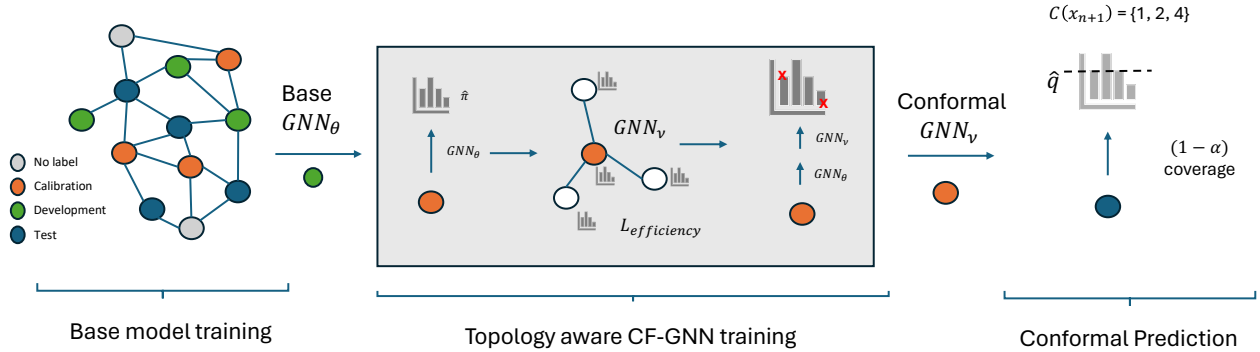 No label
Calibration
Development
Test
Base
GNN_θ
π̂
GNN_θ
GNN_ν
L_efficiency
x
x
GNN_ν
GNN_θ
Conformal
GNN_ν
C(x_{n+1}) = {1, 2, 4}
q̂
(1 − α)
coverage
Base model training
Topology aware CF-GNN training
Conformal Prediction